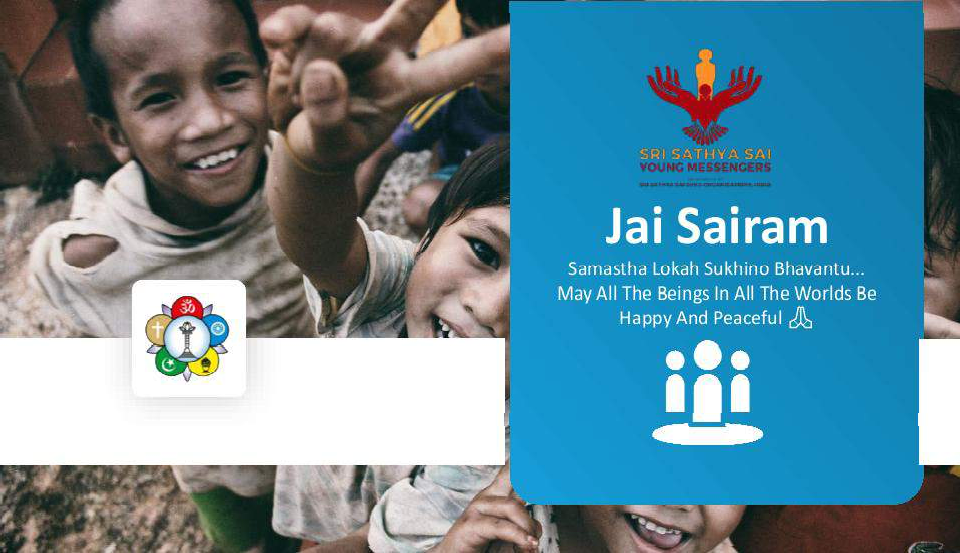 SRI SATHYA SAI
YOUNG MESSENGERS
Jai Sairam
Samastha Lokah Sukhino Bhavantu...
May All The Beings In All The Worlds Be
Happy And Peaceful 🙏
ॐ